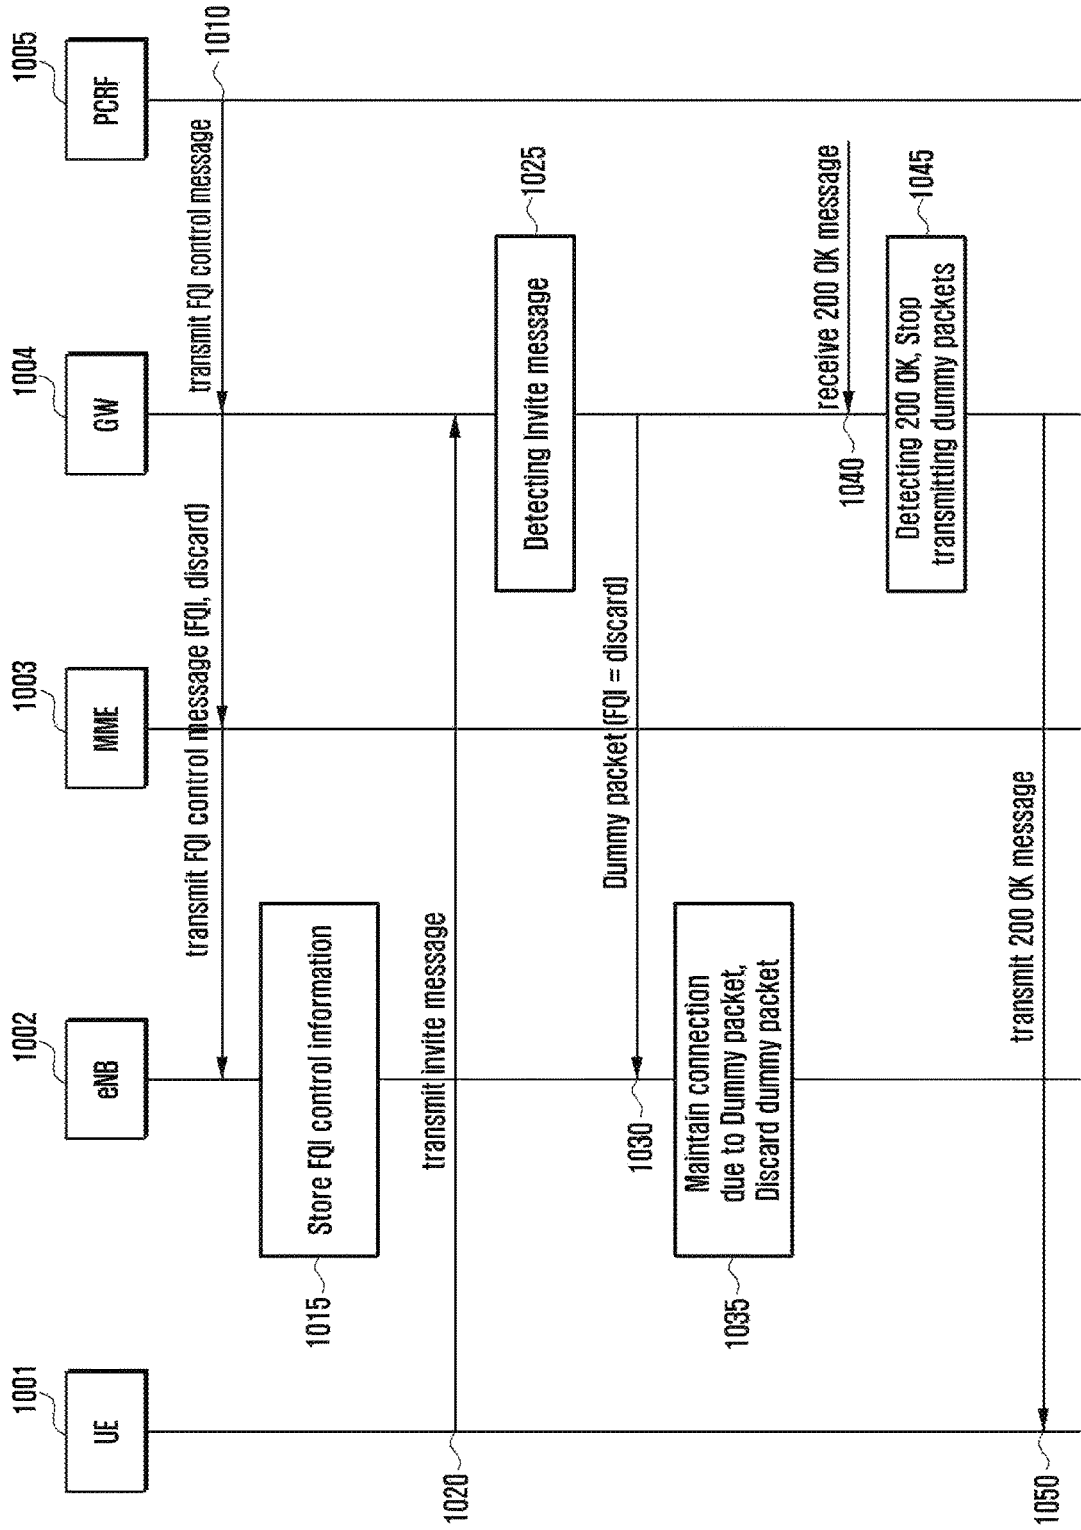 1001
UE
1002
eNB
1003
MME
1004
GW
1005
PCRF
transmit FQI control message (FQI, discard)
transmit FQI control message
1010
Store FQI control information
1015
transmit invite message
1020
Detecting Invite message
1025
Dummy packet (FQI = discard)
1030
Maintain connection
due to Dummy packet,
Discard dummy packet
1035
receive 200 OK message
1040
Detecting 200 OK, Stop
transmitting dummy packets
1045
transmit 200 OK message
1050